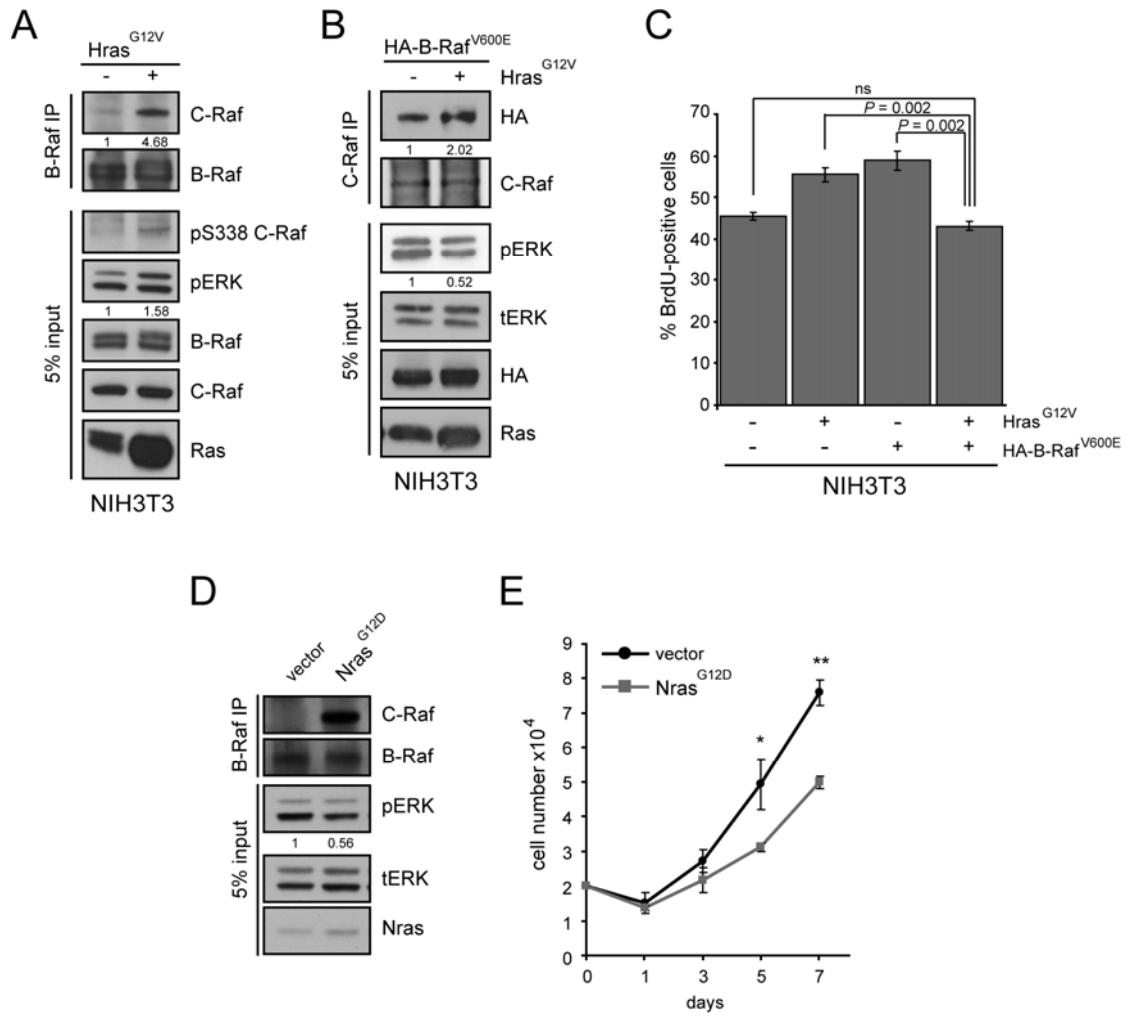 A
Hras G12V
- +
B-Raf IP
C-Raf
1 4.68
B-Raf
5% input
pS338 C-Raf
pERK
1 1.58
B-Raf
C-Raf
Ras
NIH3T3
B
HA-B-Raf V600E
- + Hras G12V
C-Raf IP
HA
1 2.02
C-Raf
5% input
pERK
1 0.52
tERK
HA
Ras
NIH3T3
C
ns
P = 0.002
P = 0.002
% BrdU-positive cells
70
60
50
40
30
20
10
0
- + - + Hras G12V
- - + + HA-B-Raf V600E
NIH3T3
D
vector Nras G12D
B-Raf IP
C-Raf
B-Raf
5% input
pERK
1 0.56
tERK
Nras
E
vector
Nras G12D
cell number x10 4
9
8
7
6
5
4
3
2
1
0
*
**
0 1 3 5 7
days